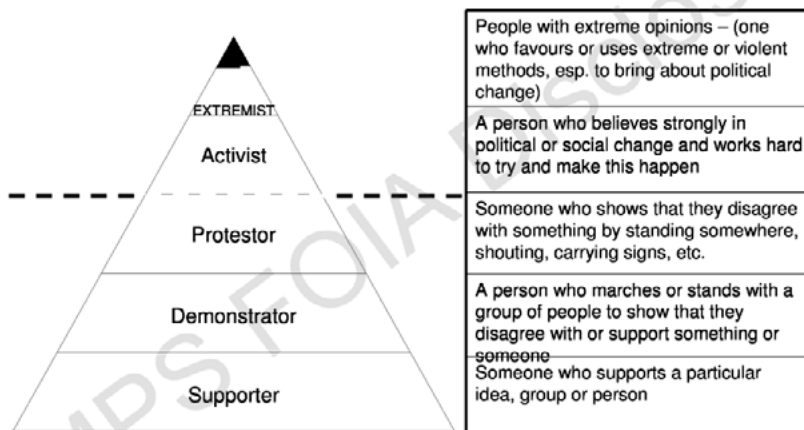 People with extreme opinions – (one
who favours or uses extreme or violent
methods, esp. to bring about political
change)
EXTREMIST
A person who believes strongly in
political or social change and works hard
to try and make this happen
Activist
Someone who shows that they disagree
with something by standing somewhere,
shouting, carrying signs, etc.
Protestor
A person who marches or stands with a
group of people to show that they
disagree with or support something or
someone
Demonstrator
Someone who supports a particular
idea, group or person
Supporter
MPS FOIA Disclos